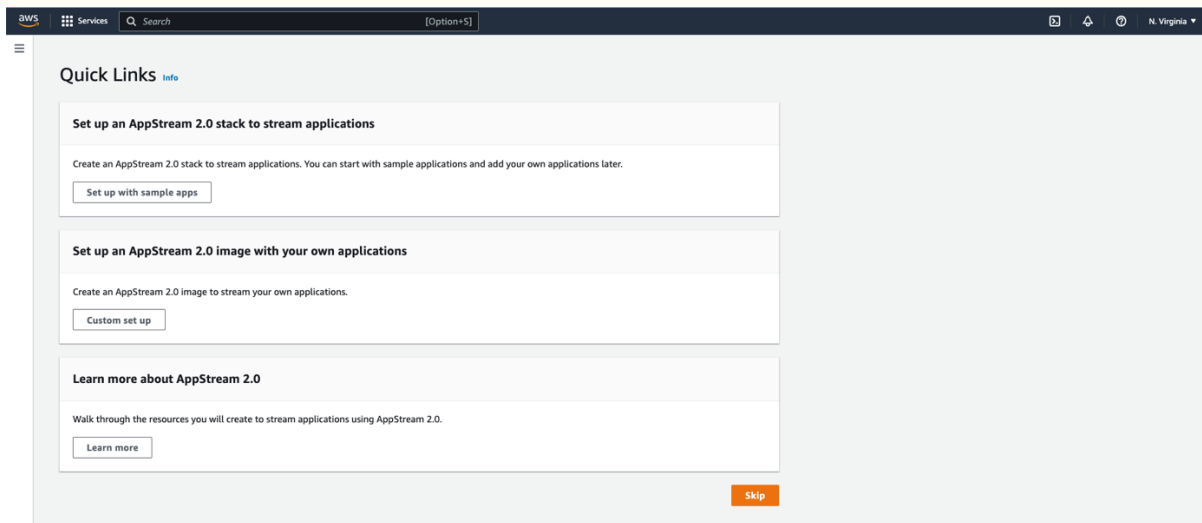 aws Services Search [Option+S] N. Virginia
Quick Links Info
Set up an AppStream 2.0 stack to stream applications
Create an AppStream 2.0 stack to stream applications. You can start with sample applications and add your own applications later.
Set up with sample apps
Set up an AppStream 2.0 image with your own applications
Create an AppStream 2.0 image to stream your own applications.
Custom set up
Learn more about AppStream 2.0
Walk through the resources you will create to stream applications using AppStream 2.0.
Learn more
Skip